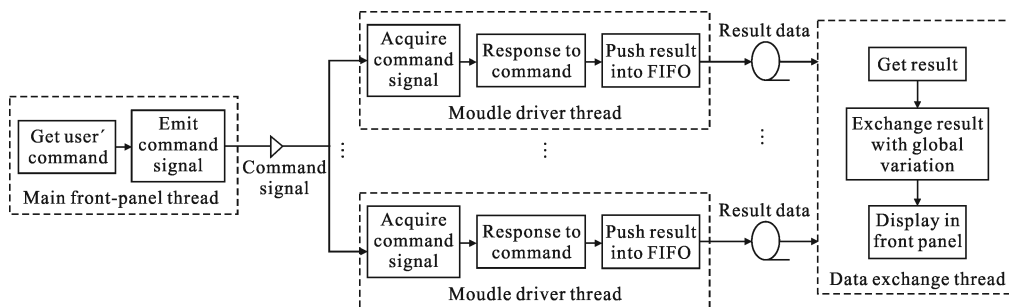 Get user′
command
Emit
command
signal
Main front-panel thread
Command
signal
Acquire
command
signal
Response to
command
Push result
into FIFO
Moudle driver thread
Result data
⋮
...
⋮
Acquire
command
signal
Response to
command
Push result
into FIFO
Moudle driver thread
Result data
Get result
Exchange result
with global
variation
Display in
front panel
Data exchange thread